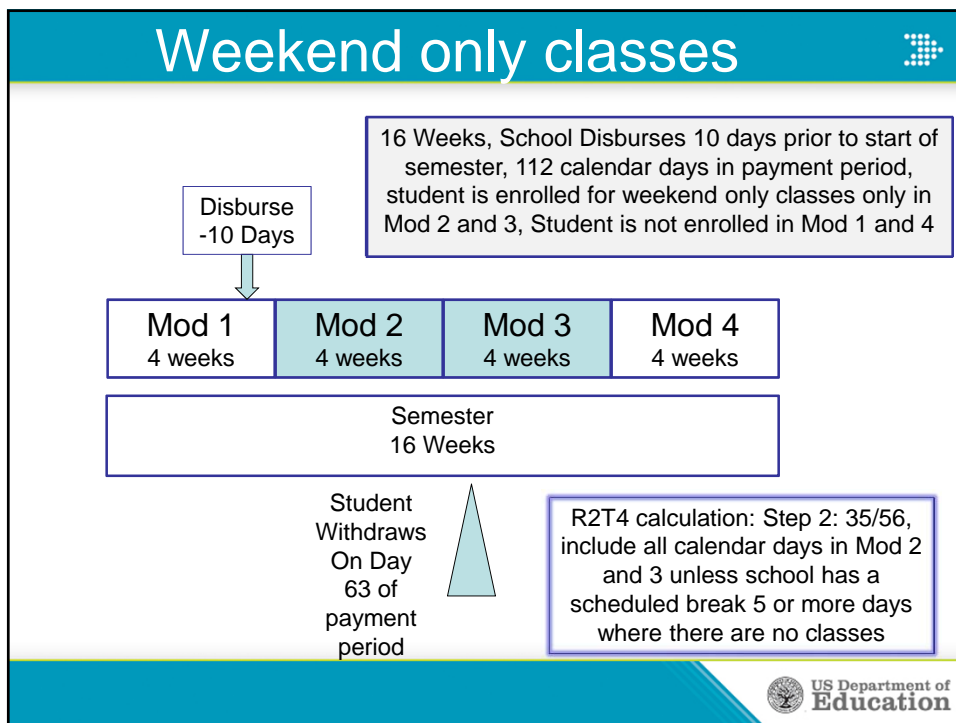 Weekend only classes
16 Weeks, School Disburses 10 days prior to start of
semester, 112 calendar days in payment period,
student is enrolled for weekend only classes only in
Mod 2 and 3, Student is not enrolled in Mod 1 and 4
Disburse
-10 Days
Mod 1
4 weeks
Mod 2
4 weeks
Mod 3
4 weeks
Mod 4
4 weeks
Semester
16 Weeks
Student
Withdraws
On Day
63 of
payment
period
R2T4 calculation: Step 2: 35/56,
include all calendar days in Mod 2
and 3 unless school has a
scheduled break 5 or more days
where there are no classes
US Department of
Education